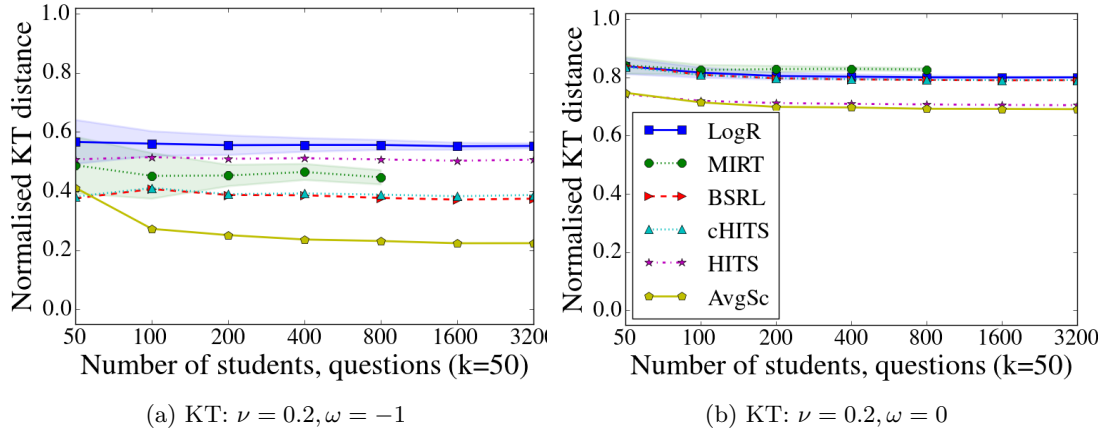 1.0
0.8
0.6
0.4
0.2
0.0
Normalised KT distance
50 100 200 400 800 1600 3200
Number of students, questions (k=50)
(a) KT: ν = 0.2, ω = −1
1.0
0.8
0.6
0.4
0.2
0.0
Normalised KT distance
LogR
MIRT
BSRL
cHITS
HITS
AvgSc
50 100 200 400 800 1600 3200
Number of students, questions (k=50)
(b) KT: ν = 0.2, ω = 0